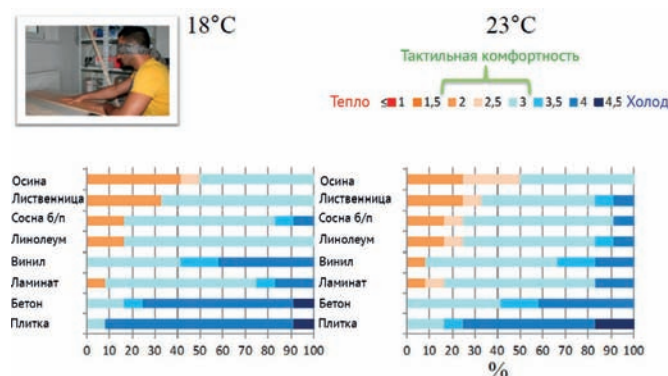 18°C
23°C
Тактильная комфортность
Тепло ≤1 1,5 2 2,5 3 3,5 4 4,5 Холод
Осина
Лиственница
Сосна б/п
Линолеум
Винил
Ламинат
Бетон
Плитка
0 10 20 30 40 50 60 70 80 90 100
Осина
Лиственница
Сосна б/п
Линолеум
Винил
Ламинат
Бетон
Плитка
0 10 20 30 40 50 60 70 80 90 100
%